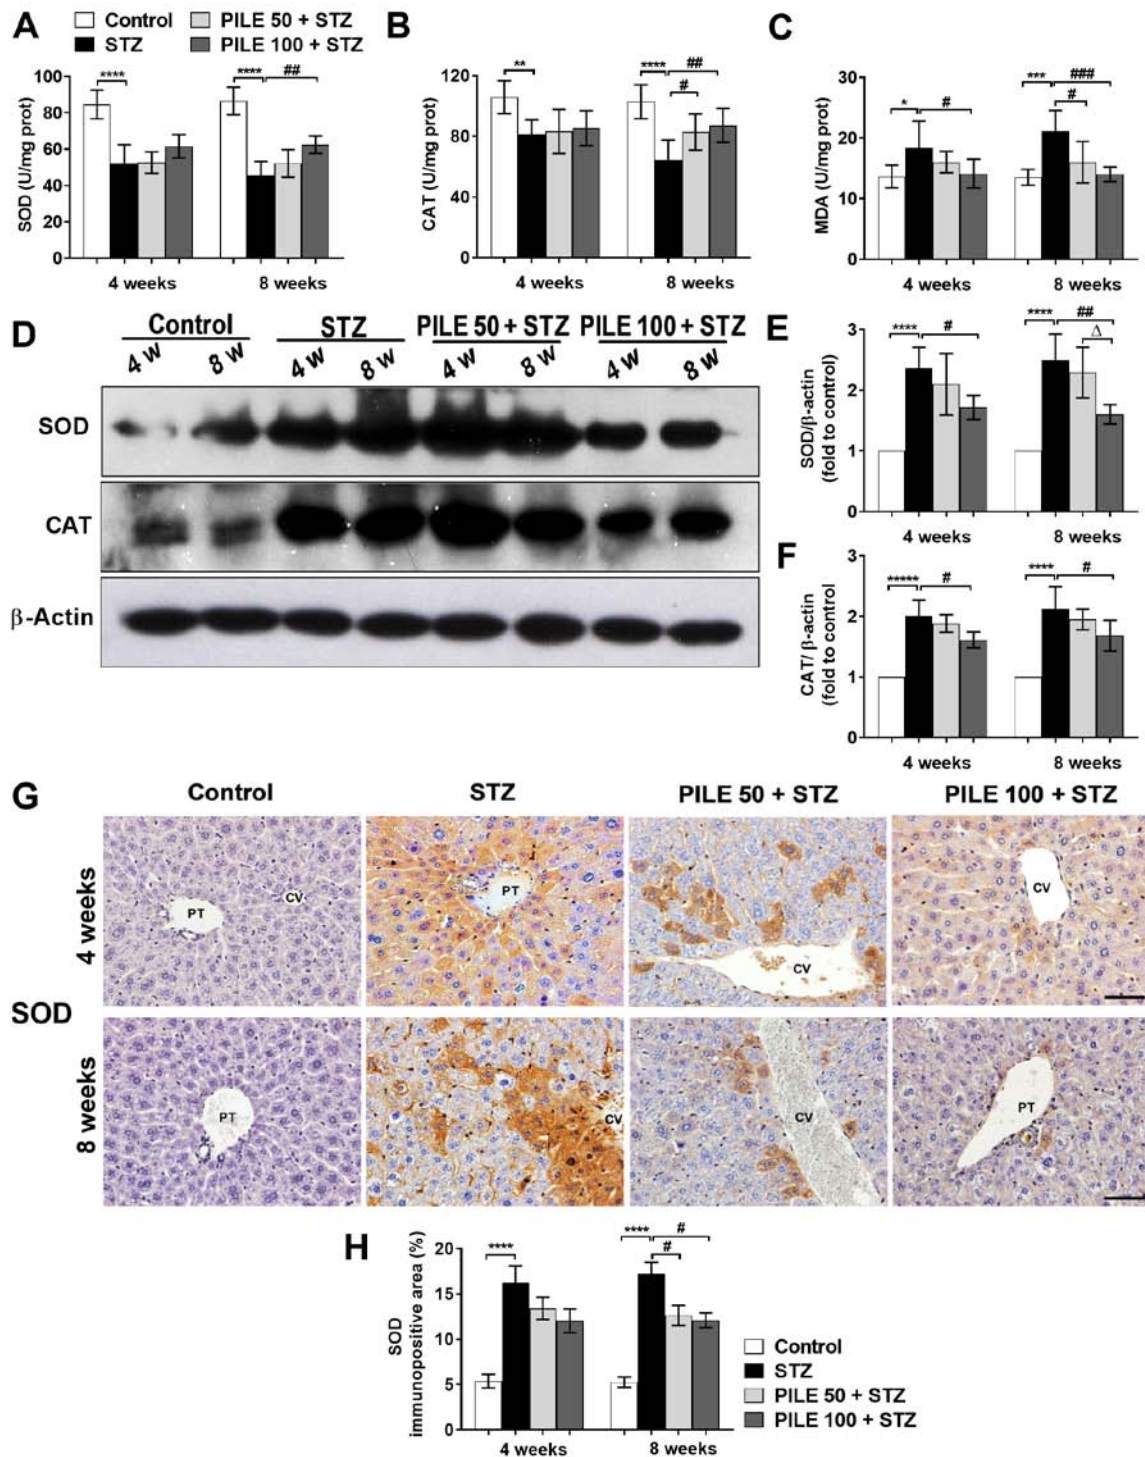 A
Control
STZ
PILE 50 + STZ
PILE 100 + STZ
SOD (U/mg prot)
100
80
60
40
20
0
****
****
##
4 weeks
8 weeks
B
CAT (U/mg prot)
120
80
40
0
**
****
##
#
4 weeks
8 weeks
C
MDA (U/mg prot)
30
20
10
0
*
#
***
###
#
4 weeks
8 weeks
D
Control
STZ
PILE 50 + STZ
PILE 100 + STZ
4 w
8 w
4 w
8 w
4 w
8 w
4 w
8 w
SOD
CAT
β-Actin
E
SOD/β-actin
(fold to control)
3
2
1
0
****
#
****
##
Δ
4 weeks
8 weeks
F
CAT/ β-actin
(fold to control)
3
2
1
0
*****
#
****
#
4 weeks
8 weeks
G
Control
STZ
PILE 50 + STZ
PILE 100 + STZ
SOD
4 weeks
PT
CV
PT
CV
CV
8 weeks
PT
CV
CV
PT
H
SOD
immunopositive area (%)
20
15
10
5
0
****
****
#
#
4 weeks
8 weeks
Control
STZ
PILE 50 + STZ
PILE 100 + STZ